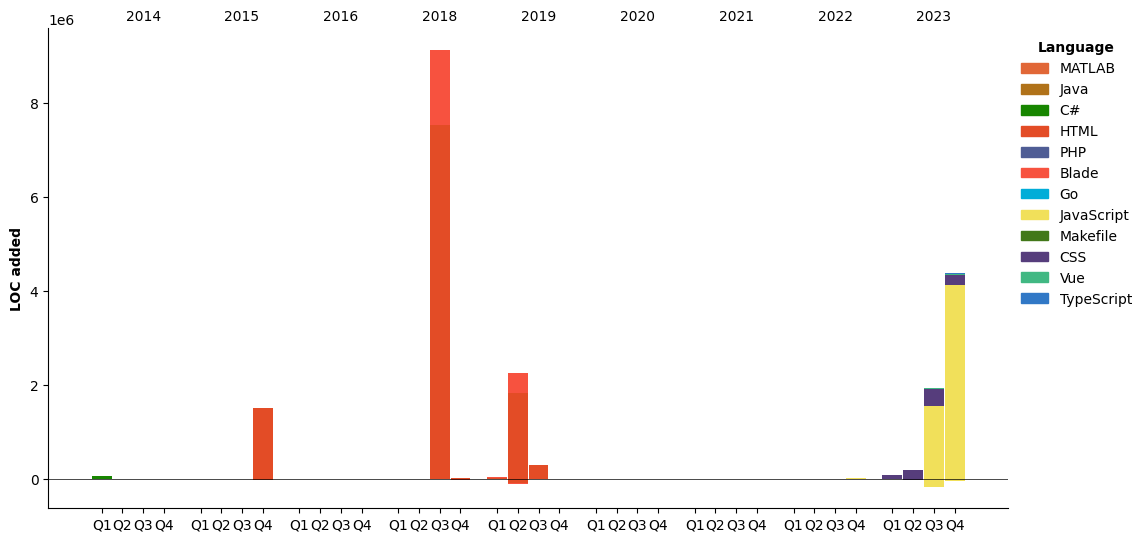 2014 2015 2016 2018 2019 2020 2021 2022 2023
1e6
Language
MATLAB
Java
C#
HTML
PHP
Blade
Go
JavaScript
Makefile
CSS
Vue
TypeScript
LOC added
8
6
4
2
0
Q1 Q2 Q3 Q4 Q1 Q2 Q3 Q4 Q1 Q2 Q3 Q4 Q1 Q2 Q3 Q4 Q1 Q2 Q3 Q4 Q1 Q2 Q3 Q4 Q1 Q2 Q3 Q4 Q1 Q2 Q3 Q4 Q1 Q2 Q3 Q4